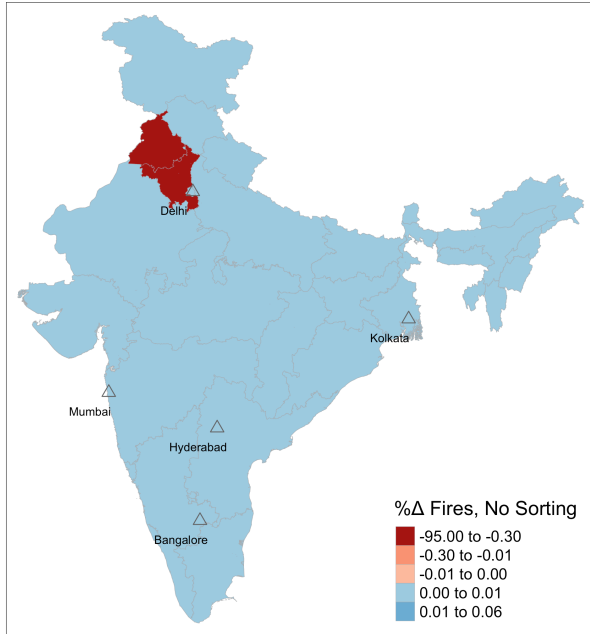 Delhi
Kolkata
Mumbai
Hyderabad
Bangalore
%Δ Fires, No Sorting
-95.00 to -0.30
-0.30 to -0.01
-0.01 to 0.00
0.00 to 0.01
0.01 to 0.06